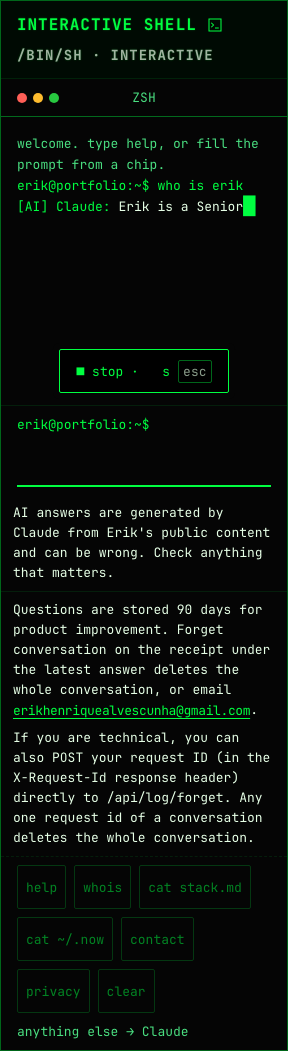 INTERACTIVE SHELL
/BIN/SH · INTERACTIVE
ZSH
welcome. type help, or fill the
prompt from a chip.
erik@portfolio:~$ who is erik
[AI] Claude: Erik is a Senior
stop · s esc
erik@portfolio:~$
AI answers are generated by
Claude from Erik's public content
and can be wrong. Check anything
that matters.
Questions are stored 90 days for
product improvement. Forget
conversation on the receipt under
the latest answer deletes the
whole conversation, or email
erikhenriquealvescunha@gmail.com.
If you are technical, you can
also POST your request ID (in the
X-Request-Id response header)
directly to /api/log/forget. Any
one request id of a conversation
deletes the whole conversation.
help whois cat stack.md
cat ~/.now contact
privacy clear
anything else → Claude